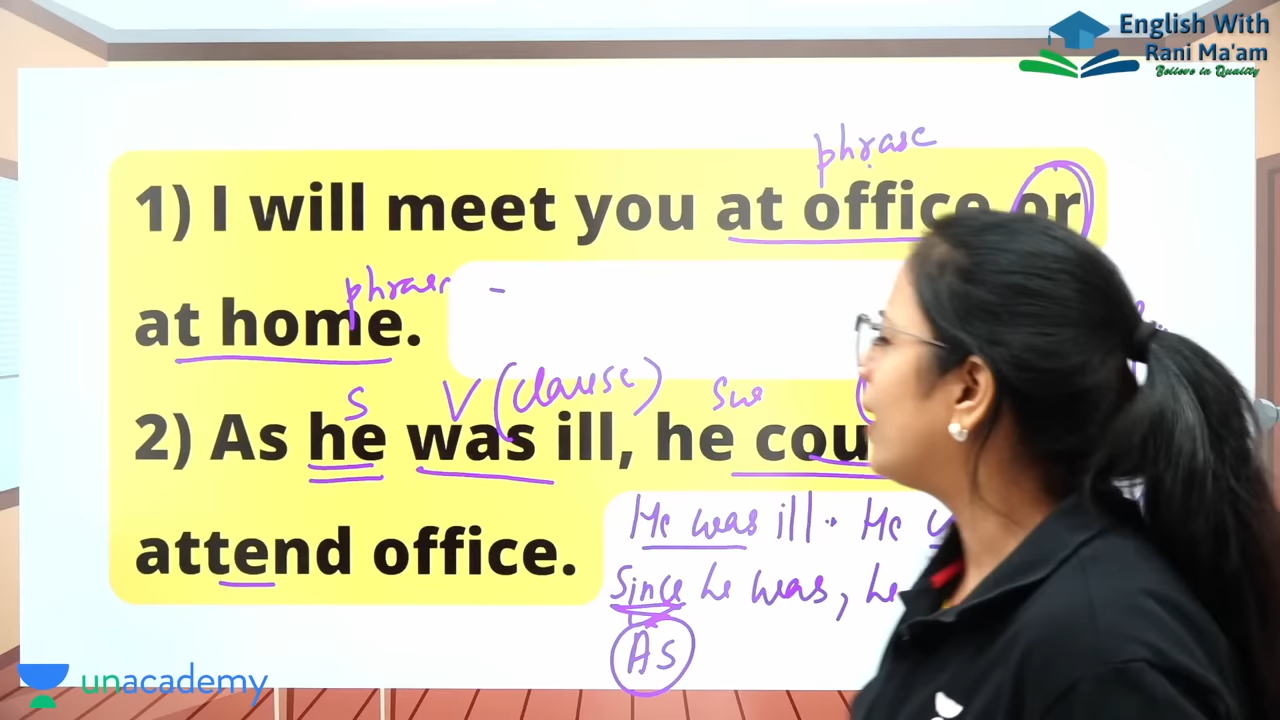 English With
Rani Ma'am
Believe in Quality
phrase
1) I will meet you at office or
phrase -
at home.
S V (clause) Sub
2) As he was ill, he cou
He was ill. He
attend office.
Since he was, he
As
unacademy